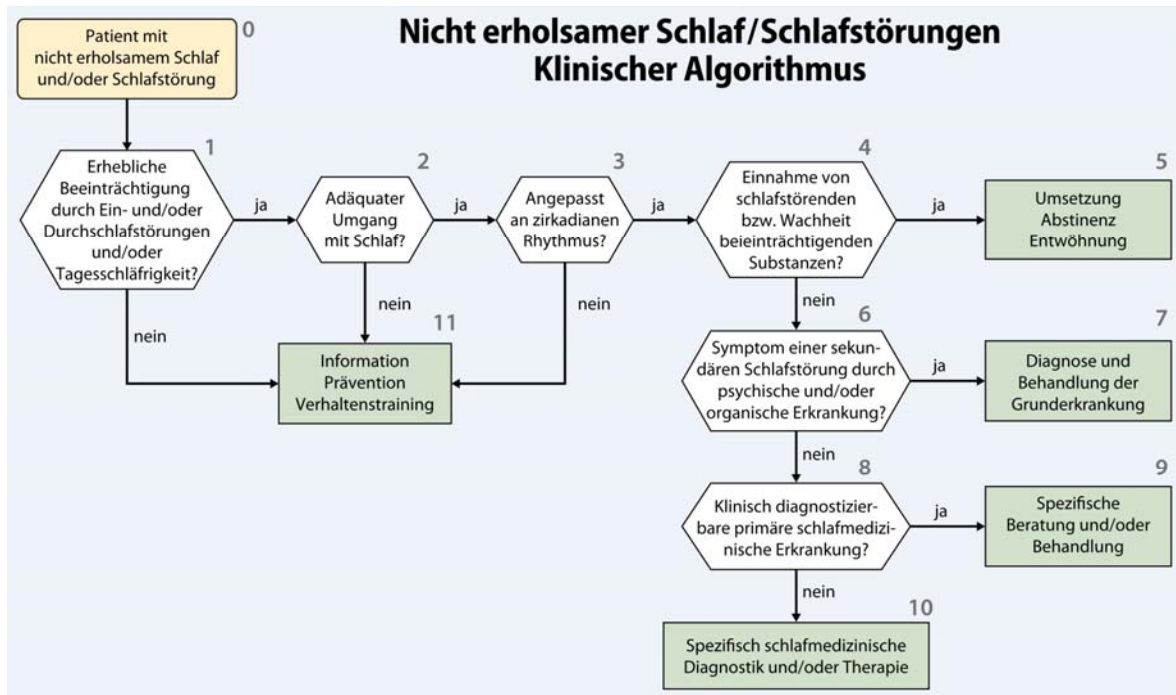 Nicht erholsamer Schlaf/Schlafstörungen
Klinischer Algorithmus
0
Patient mit
nicht erholsamem Schlaf
und/oder Schlafstörung
1
Erhebliche
Beeinträchtigung
durch Ein- und/oder
Durchschlafstörungen
und/oder
Tagesschläfrigkeit?
ja
nein
2
Adäquater
Umgang
mit Schlaf?
ja
nein
3
Angepasst
an zirkadianen
Rhythmus?
ja
nein
4
Einnahme von
schlafstörenden
bzw. Wachheit
beieinträchtigenden
Substanzen?
ja
nein
5
Umsetzung
Abstinenz
Entwöhnung
11
Information
Prävention
Verhaltenstraining
6
Symptom einer sekun-
dären Schlafstörung durch
psychische und/oder
organische Erkrankung?
ja
nein
7
Diagnose und
Behandlung der
Grunderkrankung
8
Klinisch diagnostizier-
bare primäre schlafmedizi-
nische Erkrankung?
ja
nein
9
Spezifische
Beratung und/oder
Behandlung
10
Spezifisch schlafmedizinische
Diagnostik und/oder Therapie